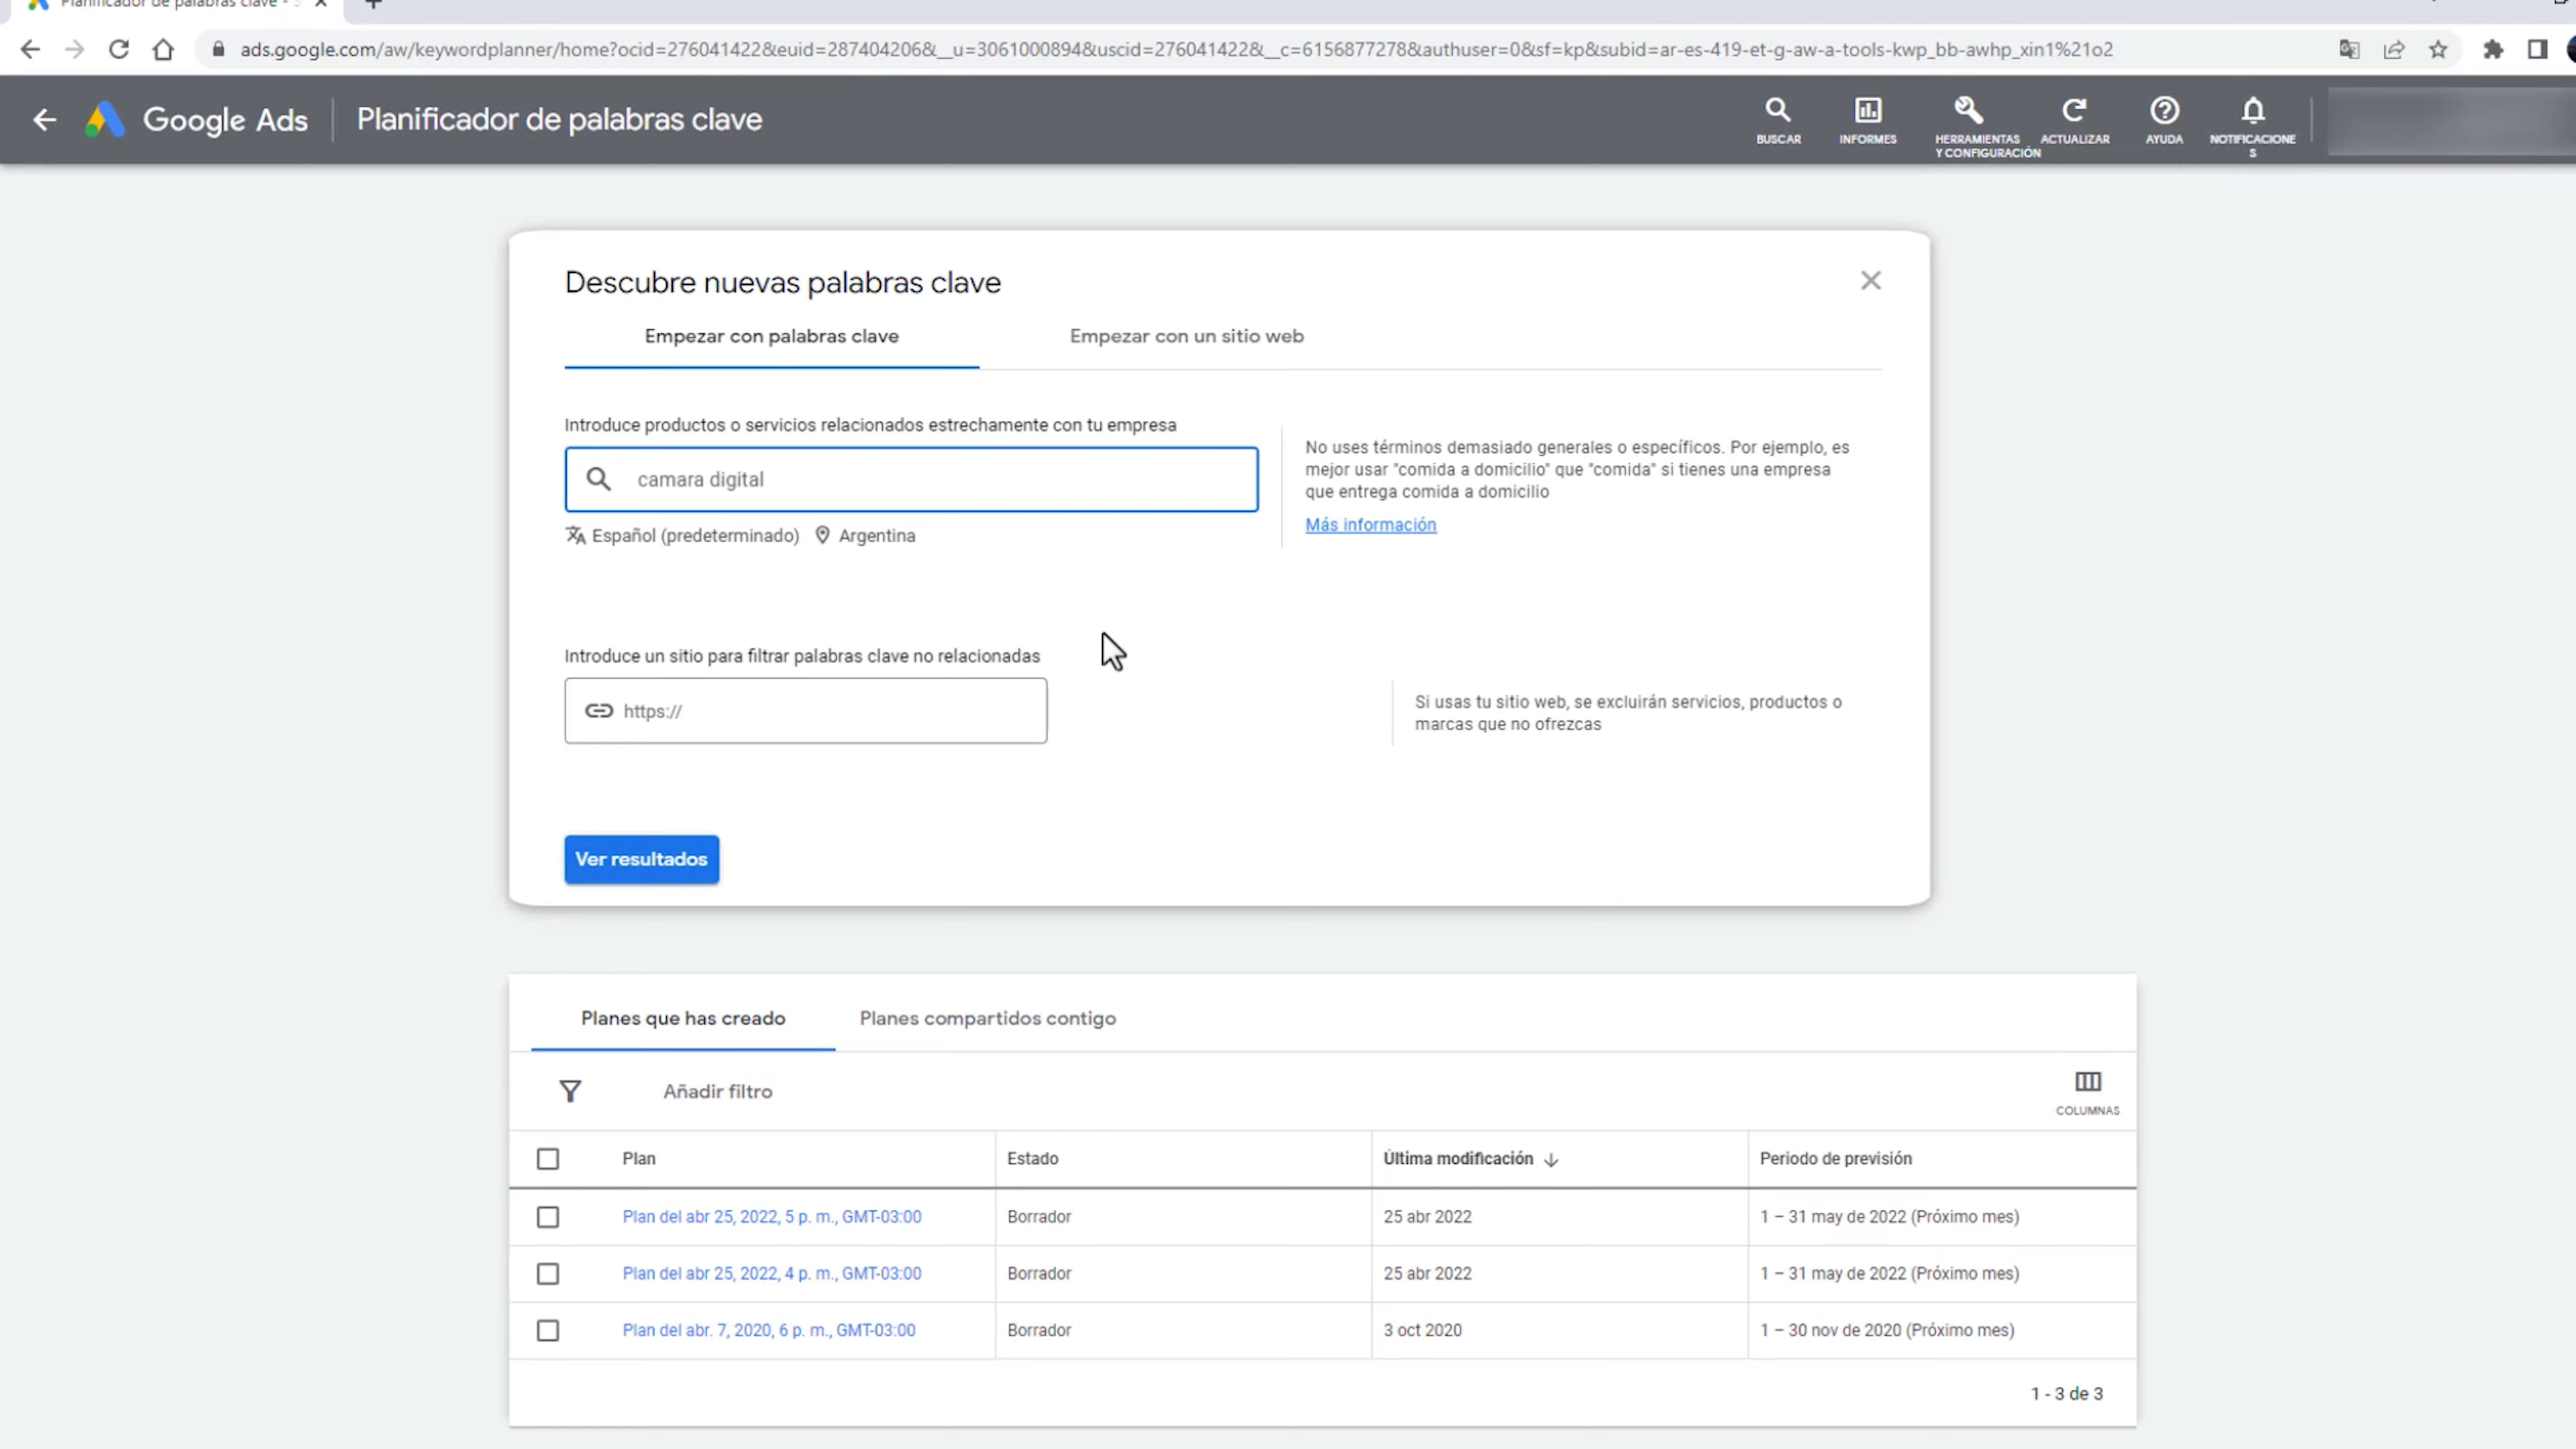 Planificador de palabras clave -
ads.google.com/aw/keywordplanner/home?ocid=276041422&euid=287404206&__u=3061000894&uscid=276041422&__c=6156877278&authuser=0&sf=kp&subid=ar-es-419-et-g-aw-a-tools-kwp_bb-awhp_xin1%21o2
Google Ads
Planificador de palabras clave
BUSCAR
INFORMES
HERRAMIENTAS
Y CONFIGURACIÓN
ACTUALIZAR
AYUDA
NOTIFICACIONE
S
Descubre nuevas palabras clave
Empezar con palabras clave
Empezar con un sitio web
Introduce productos o servicios relacionados estrechamente con tu empresa
camara digital
Español (predeterminado)
Argentina
No uses términos demasiado generales o específicos. Por ejemplo, es
mejor usar "comida a domicilio" que "comida" si tienes una empresa
que entrega comida a domicilio
Más información
Introduce un sitio para filtrar palabras clave no relacionadas
https://
Si usas tu sitio web, se excluirán servicios, productos o
marcas que no ofrezcas
Ver resultados
Planes que has creado
Planes compartidos contigo
Añadir filtro
COLUMNAS
Plan Estado Última modificación Periodo de previsión
Plan del abr 25, 2022, 5 p. m., GMT-03:00 Borrador 25 abr 2022 1 – 31 may de 2022 (Próximo mes)
Plan del abr 25, 2022, 4 p. m., GMT-03:00 Borrador 25 abr 2022 1 – 31 may de 2022 (Próximo mes)
Plan del abr. 7, 2020, 6 p. m., GMT-03:00 Borrador 3 oct 2020 1 – 30 nov de 2020 (Próximo mes)
1 - 3 de 3